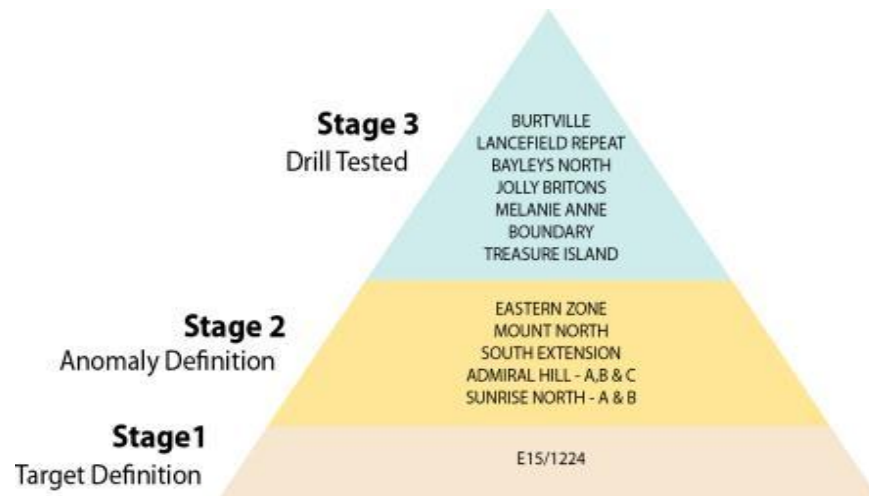 Stage 3
Drill Tested
BURTVILLE
LANCEFIELD REPEAT
BAYLEYS NORTH
JOLLY BRITONS
MELANIE ANNE
BOUNDARY
TREASURE ISLAND
Stage 2
Anomaly Definition
EASTERN ZONE
MOUNT NORTH
SOUTH EXTENSION
ADMIRAL HILL - A,B & C
SUNRISE NORTH - A & B
Stage1
Target Definition
E15/1224